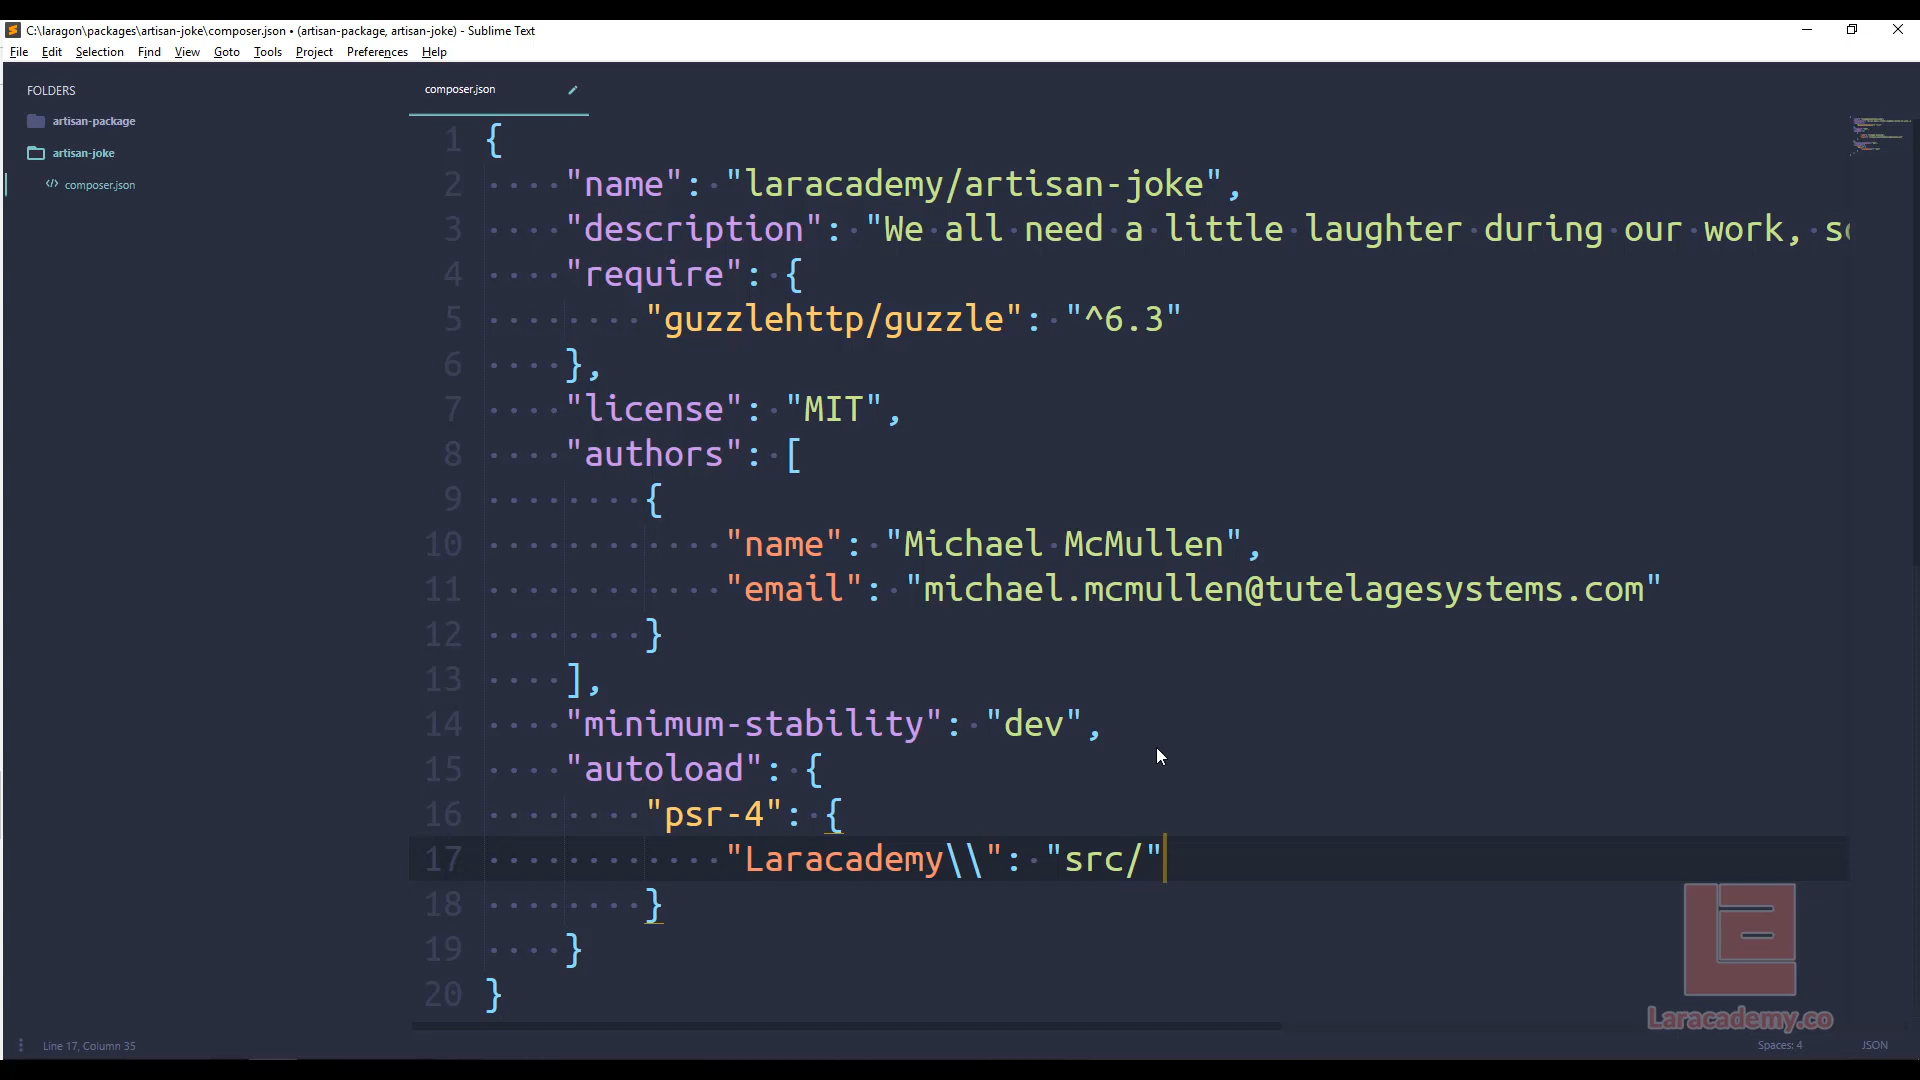 C:\laragon\packages\artisan-joke\composer.json • (artisan-package, artisan-joke) - Sublime Text
File Edit Selection Find View Goto Tools Project Preferences Help
FOLDERS
artisan-package
artisan-joke
composer.json
composer.json
1 {
2 "name": "laracademy/artisan-joke",
3 "description": "We all need a little laughter during our work, so
4 "require": {
5 "guzzlehttp/guzzle": "^6.3"
6 },
7 "license": "MIT",
8 "authors": [
9 {
10 "name": "Michael McMullen",
11 "email": "michael.mcmullen@tutelagesystems.com"
12 }
13 ],
14 "minimum-stability": "dev",
15 "autoload": {
16 "psr-4": {
17 "Laracademy\\": "src/"
18 }
19 }
20 }
Laracademy.co
Line 17, Column 35
Spaces: 4
JSON